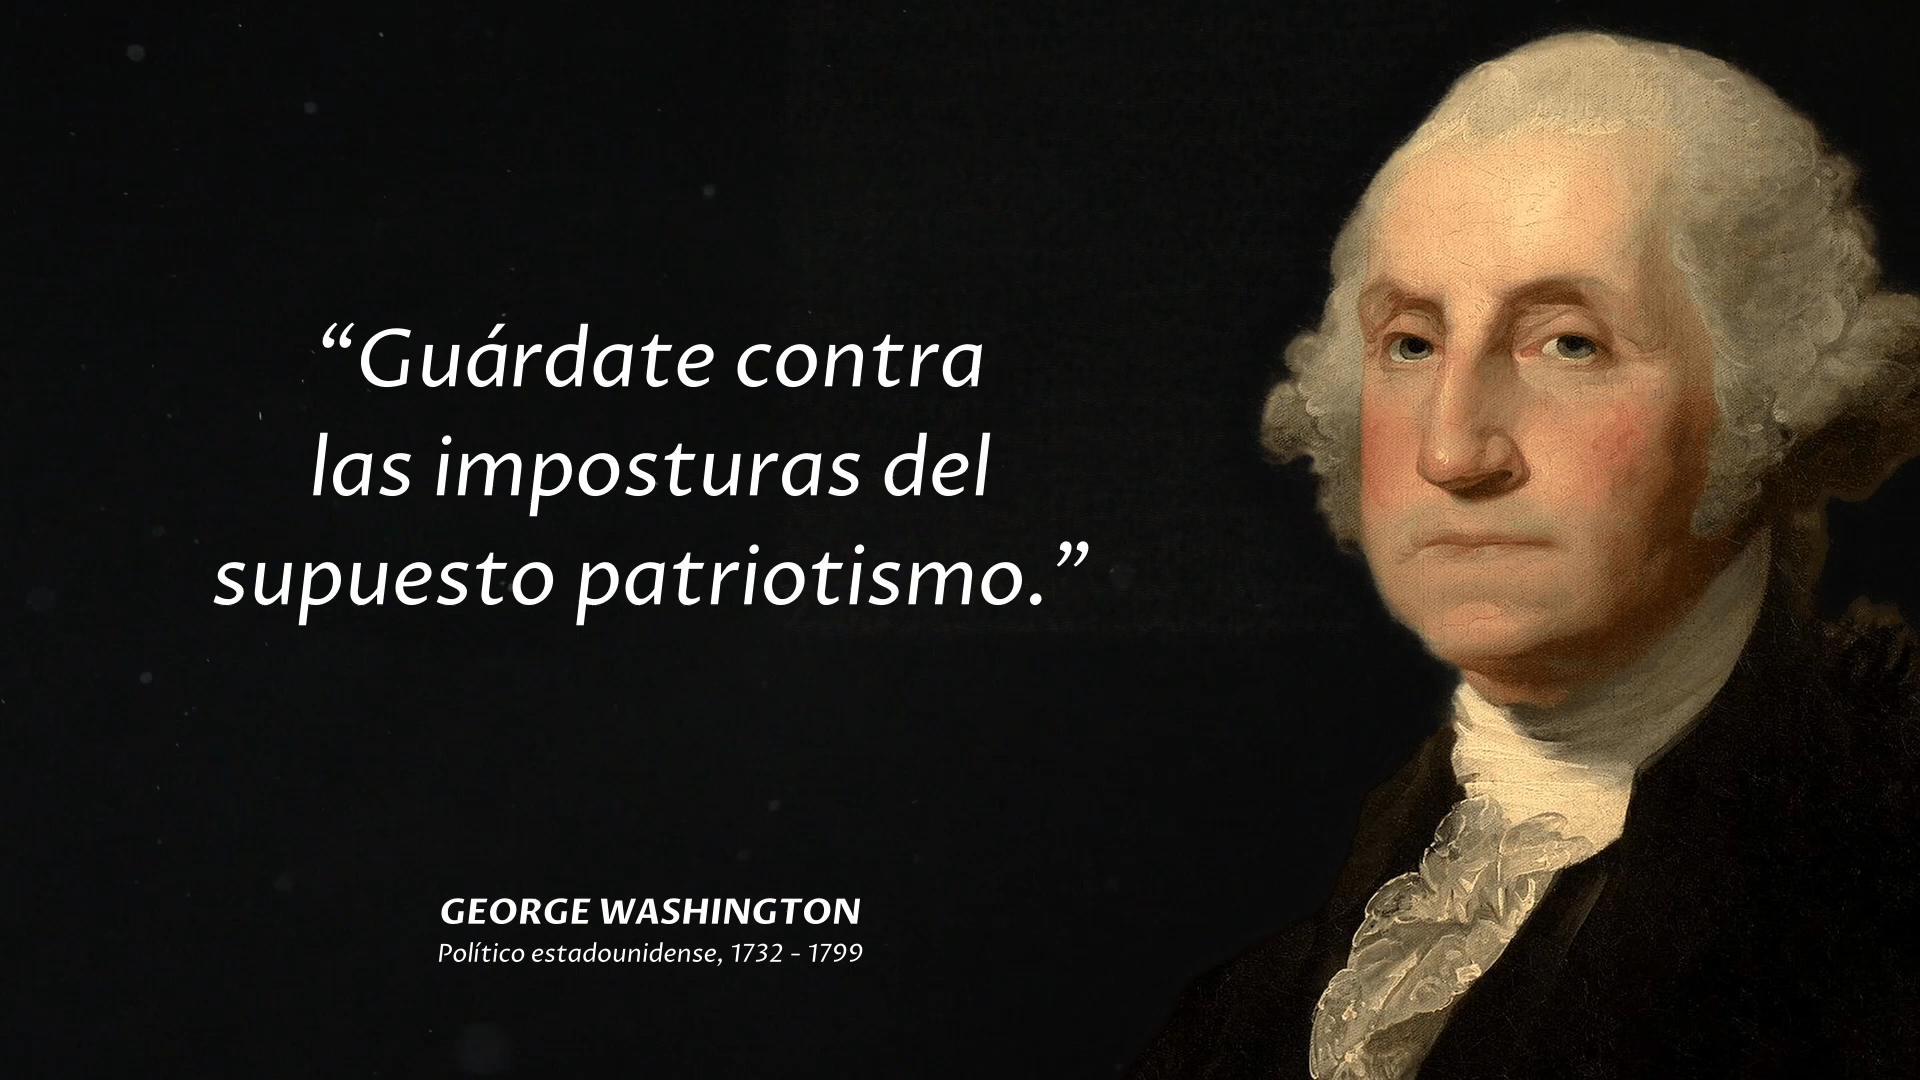 “Guárdate contra
las imposturas del
supuesto patriotismo.”
GEORGE WASHINGTON
Político estadounidense, 1732 - 1799